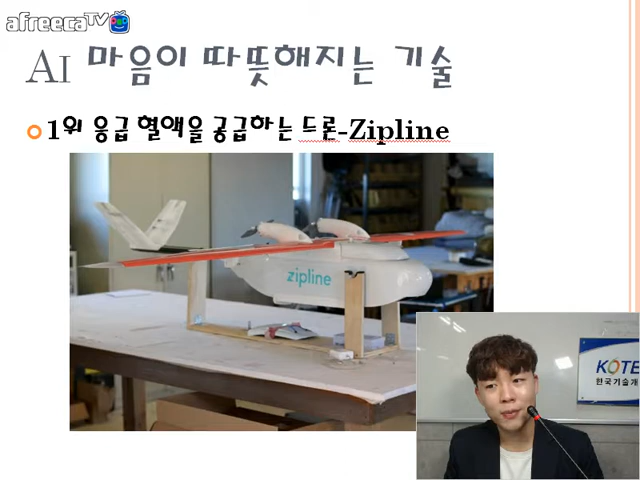 afreecaTV
AI 마음이 따뜻해지는 기술
1위 응급 혈액을 공급하는 드론-Zipline
zipline
KOTE
한국기술개